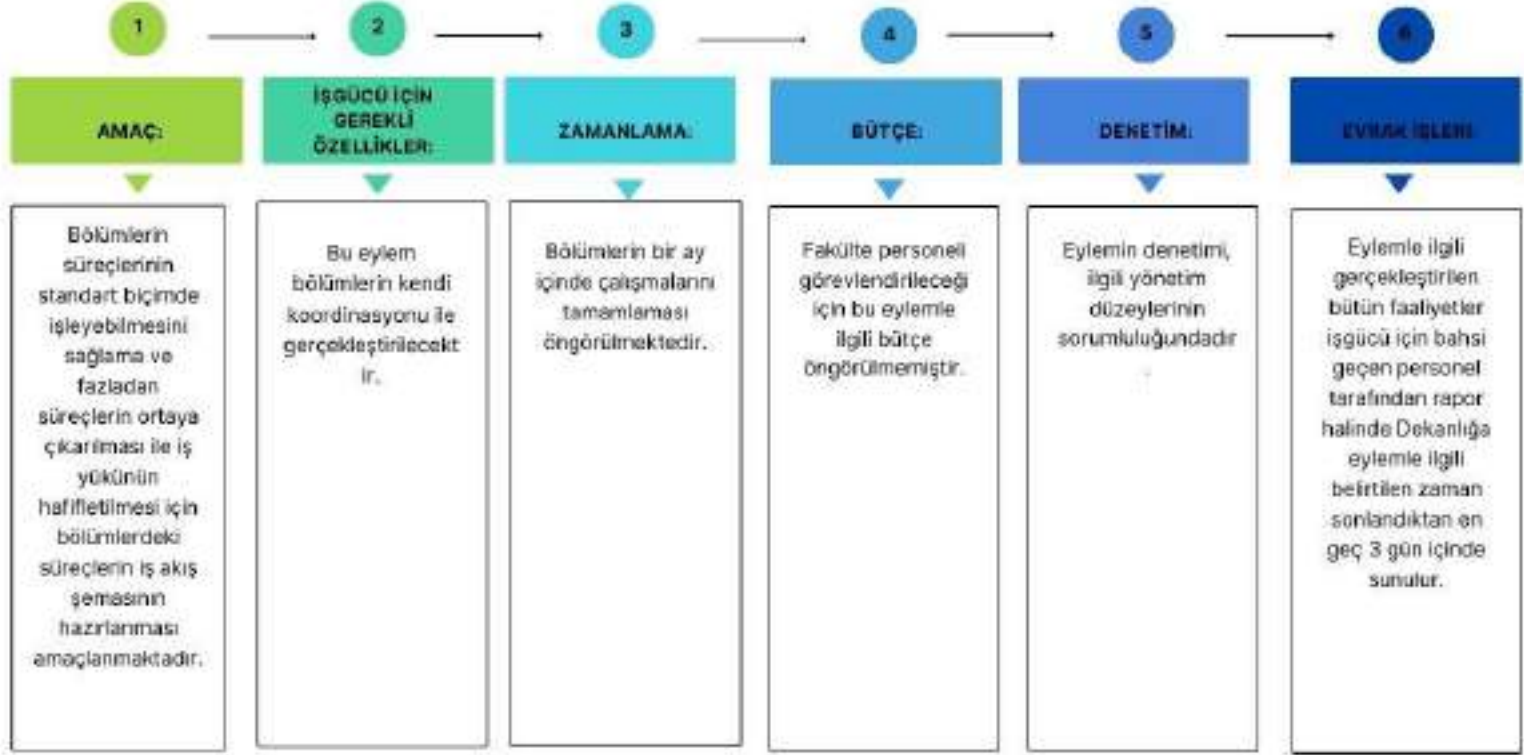 1
2
3
4
5
6
AMAÇ:
İŞGÜCÜ İÇİN
GEREKLİ
ÖZELLİKLER:
ZAMANLAMA:
BÜTÇE:
DENETİM:
EVRAK İŞLERİ:
Bölümlerin
süreçlerinin
standart biçimde
işleyebilmesini
sağlama ve
fazladan
süreçlerin ortaya
çıkarılması ile iş
yükünün
hafifletilmesi için
bölümlerdeki
süreçlerin iş akış
şemasının
hazırlanması
amaçlanmaktadır.
Bu eylem
bölümlerin kendi
koordinasyonu ile
gerçekleştirilecekt
ir.
Bölümlerin bir ay
içinde çalışmalarını
tamamlaması
öngörülmektedir.
Fakülte personeli
görevlendirileceği
için bu eylemle
ilgili bütçe
öngörülmemiştir.
Eylemin denetimi,
ilgili yönetim
düzeylerinin
sorumluluğundadır
.
Eylemle ilgili
gerçekleştirilen
bütün faaliyetler
işgücü için bahsi
geçen personel
tarafından rapor
halinde Dekanlığa
eylemle ilgili
belirtilen zaman
sonlandıktan en
geç 3 gün içinde
sunulur.